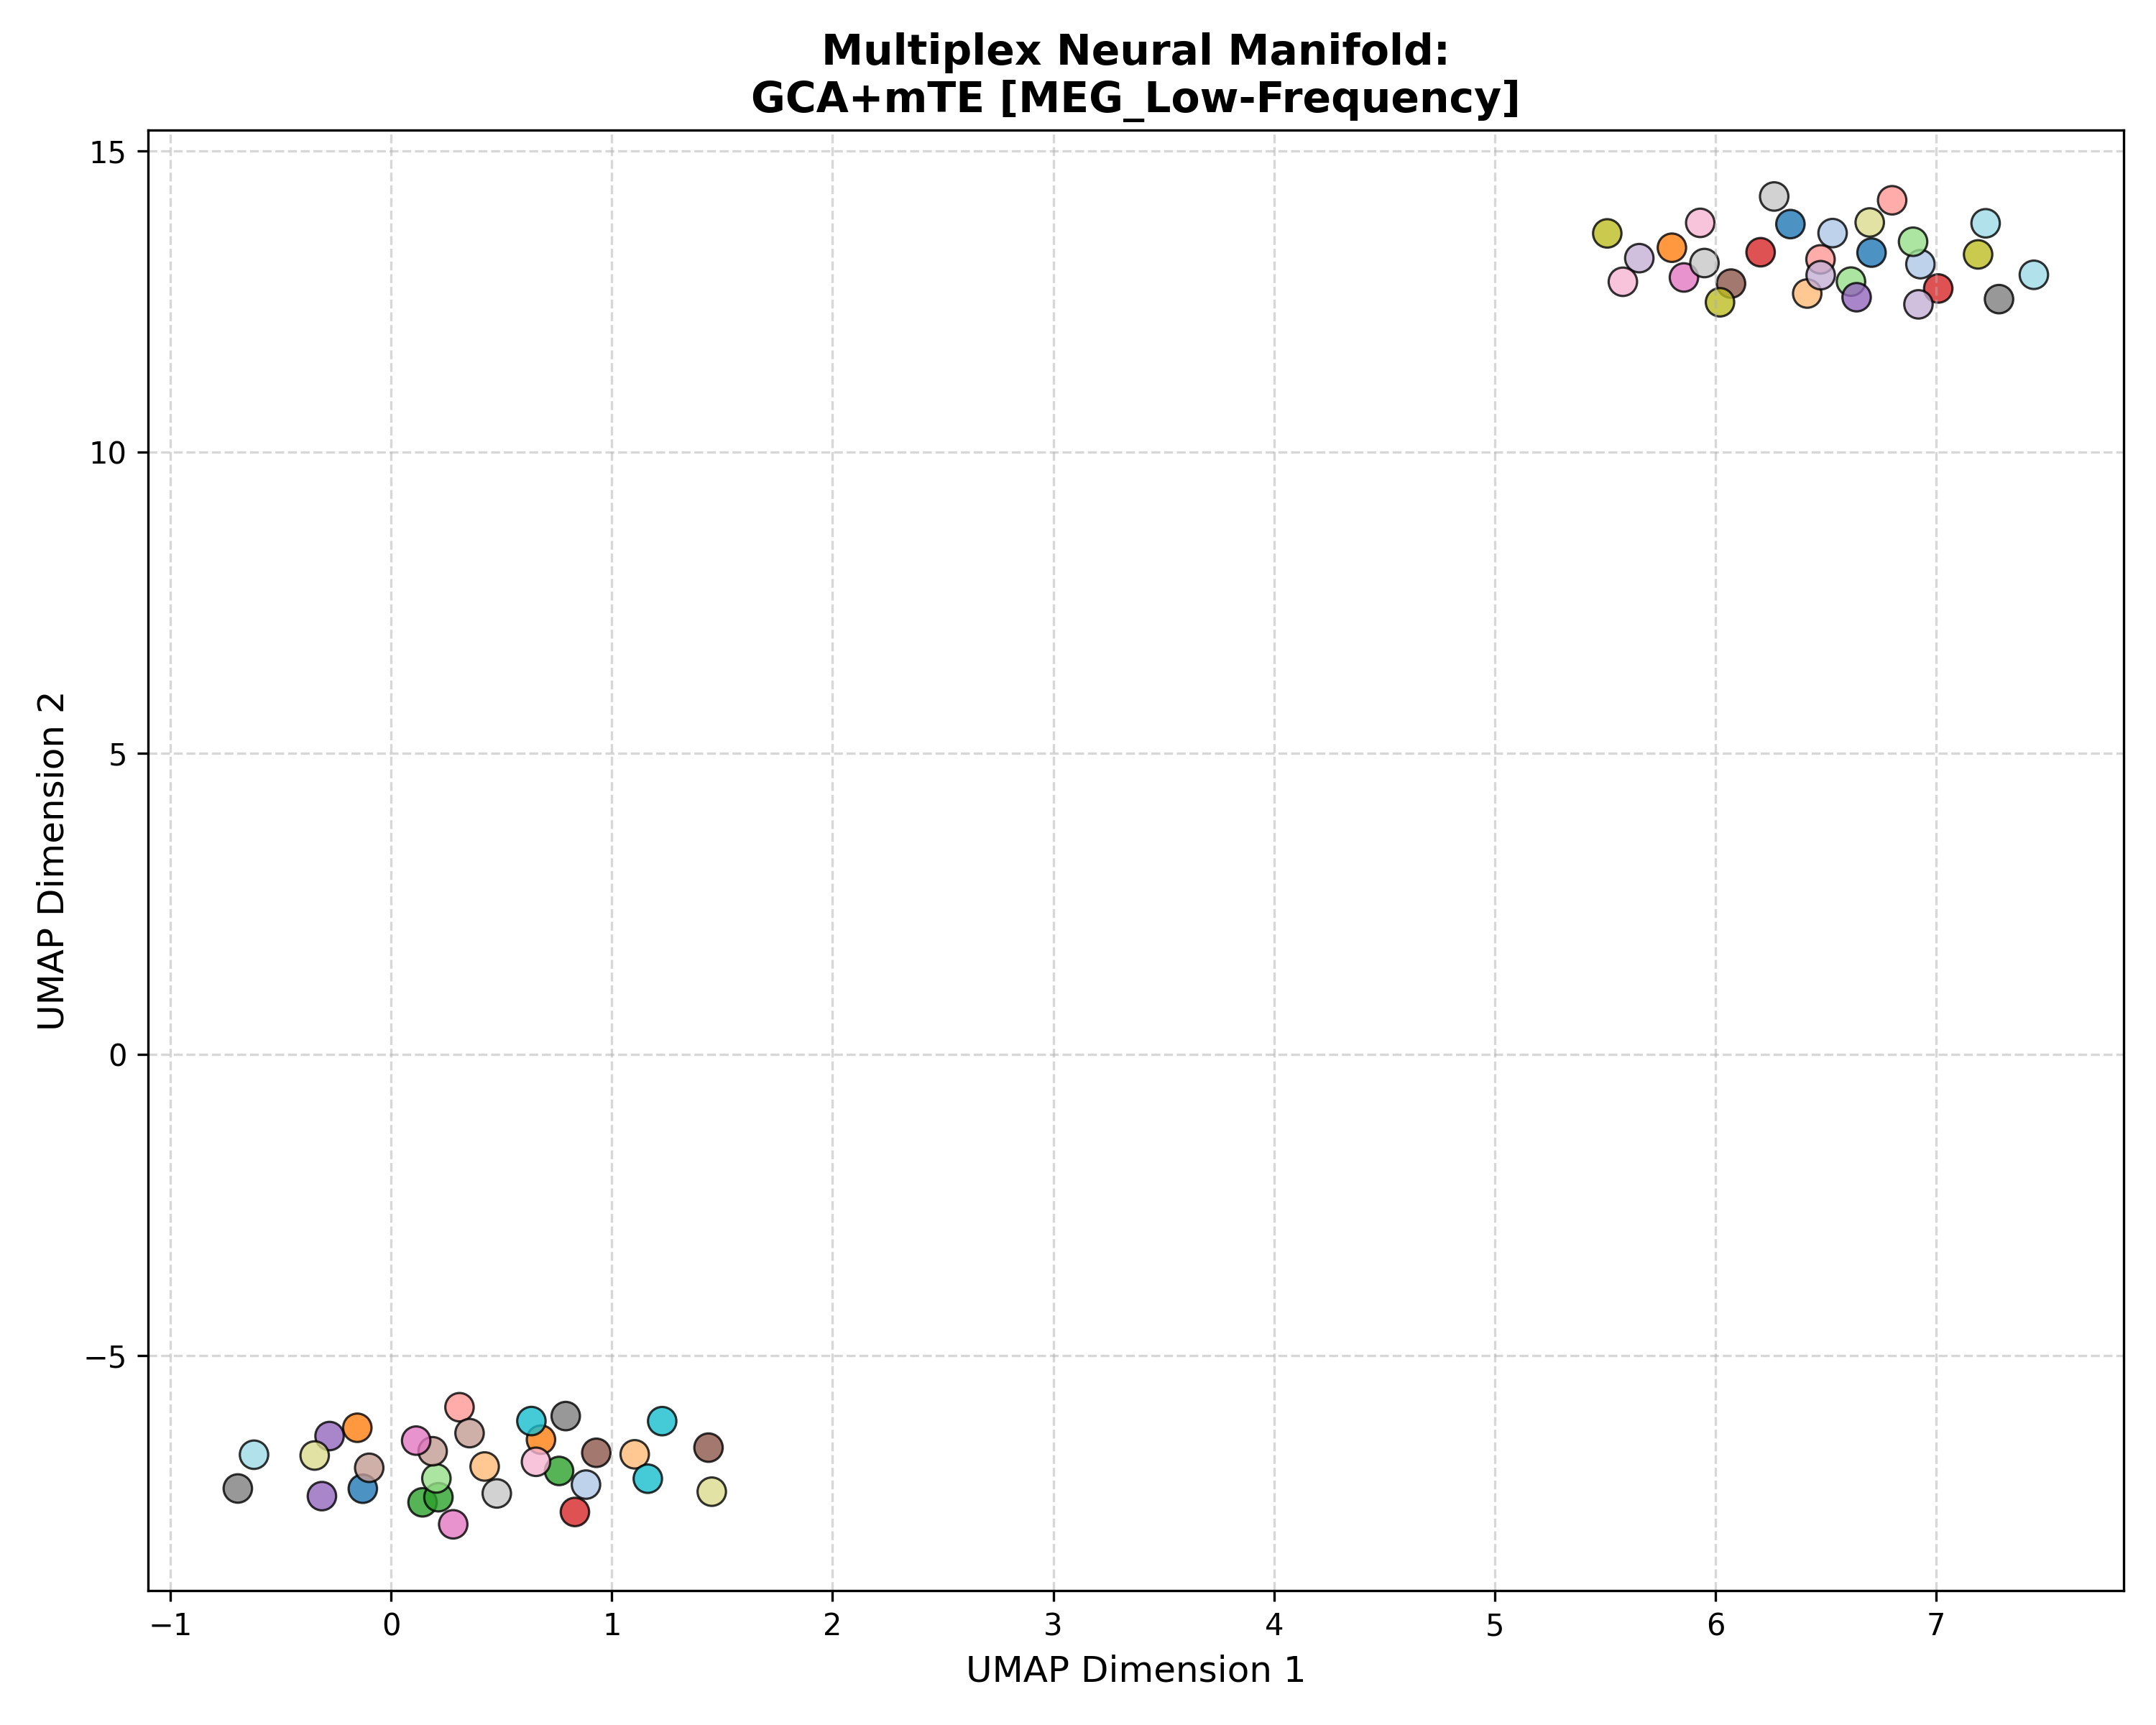 Multiplex Neural Manifold:
GCA+mTE [MEG_Low-Frequency]
15
10
5
0
−5
UMAP Dimension 2
−1 0 1 2 3 4 5 6 7
UMAP Dimension 1